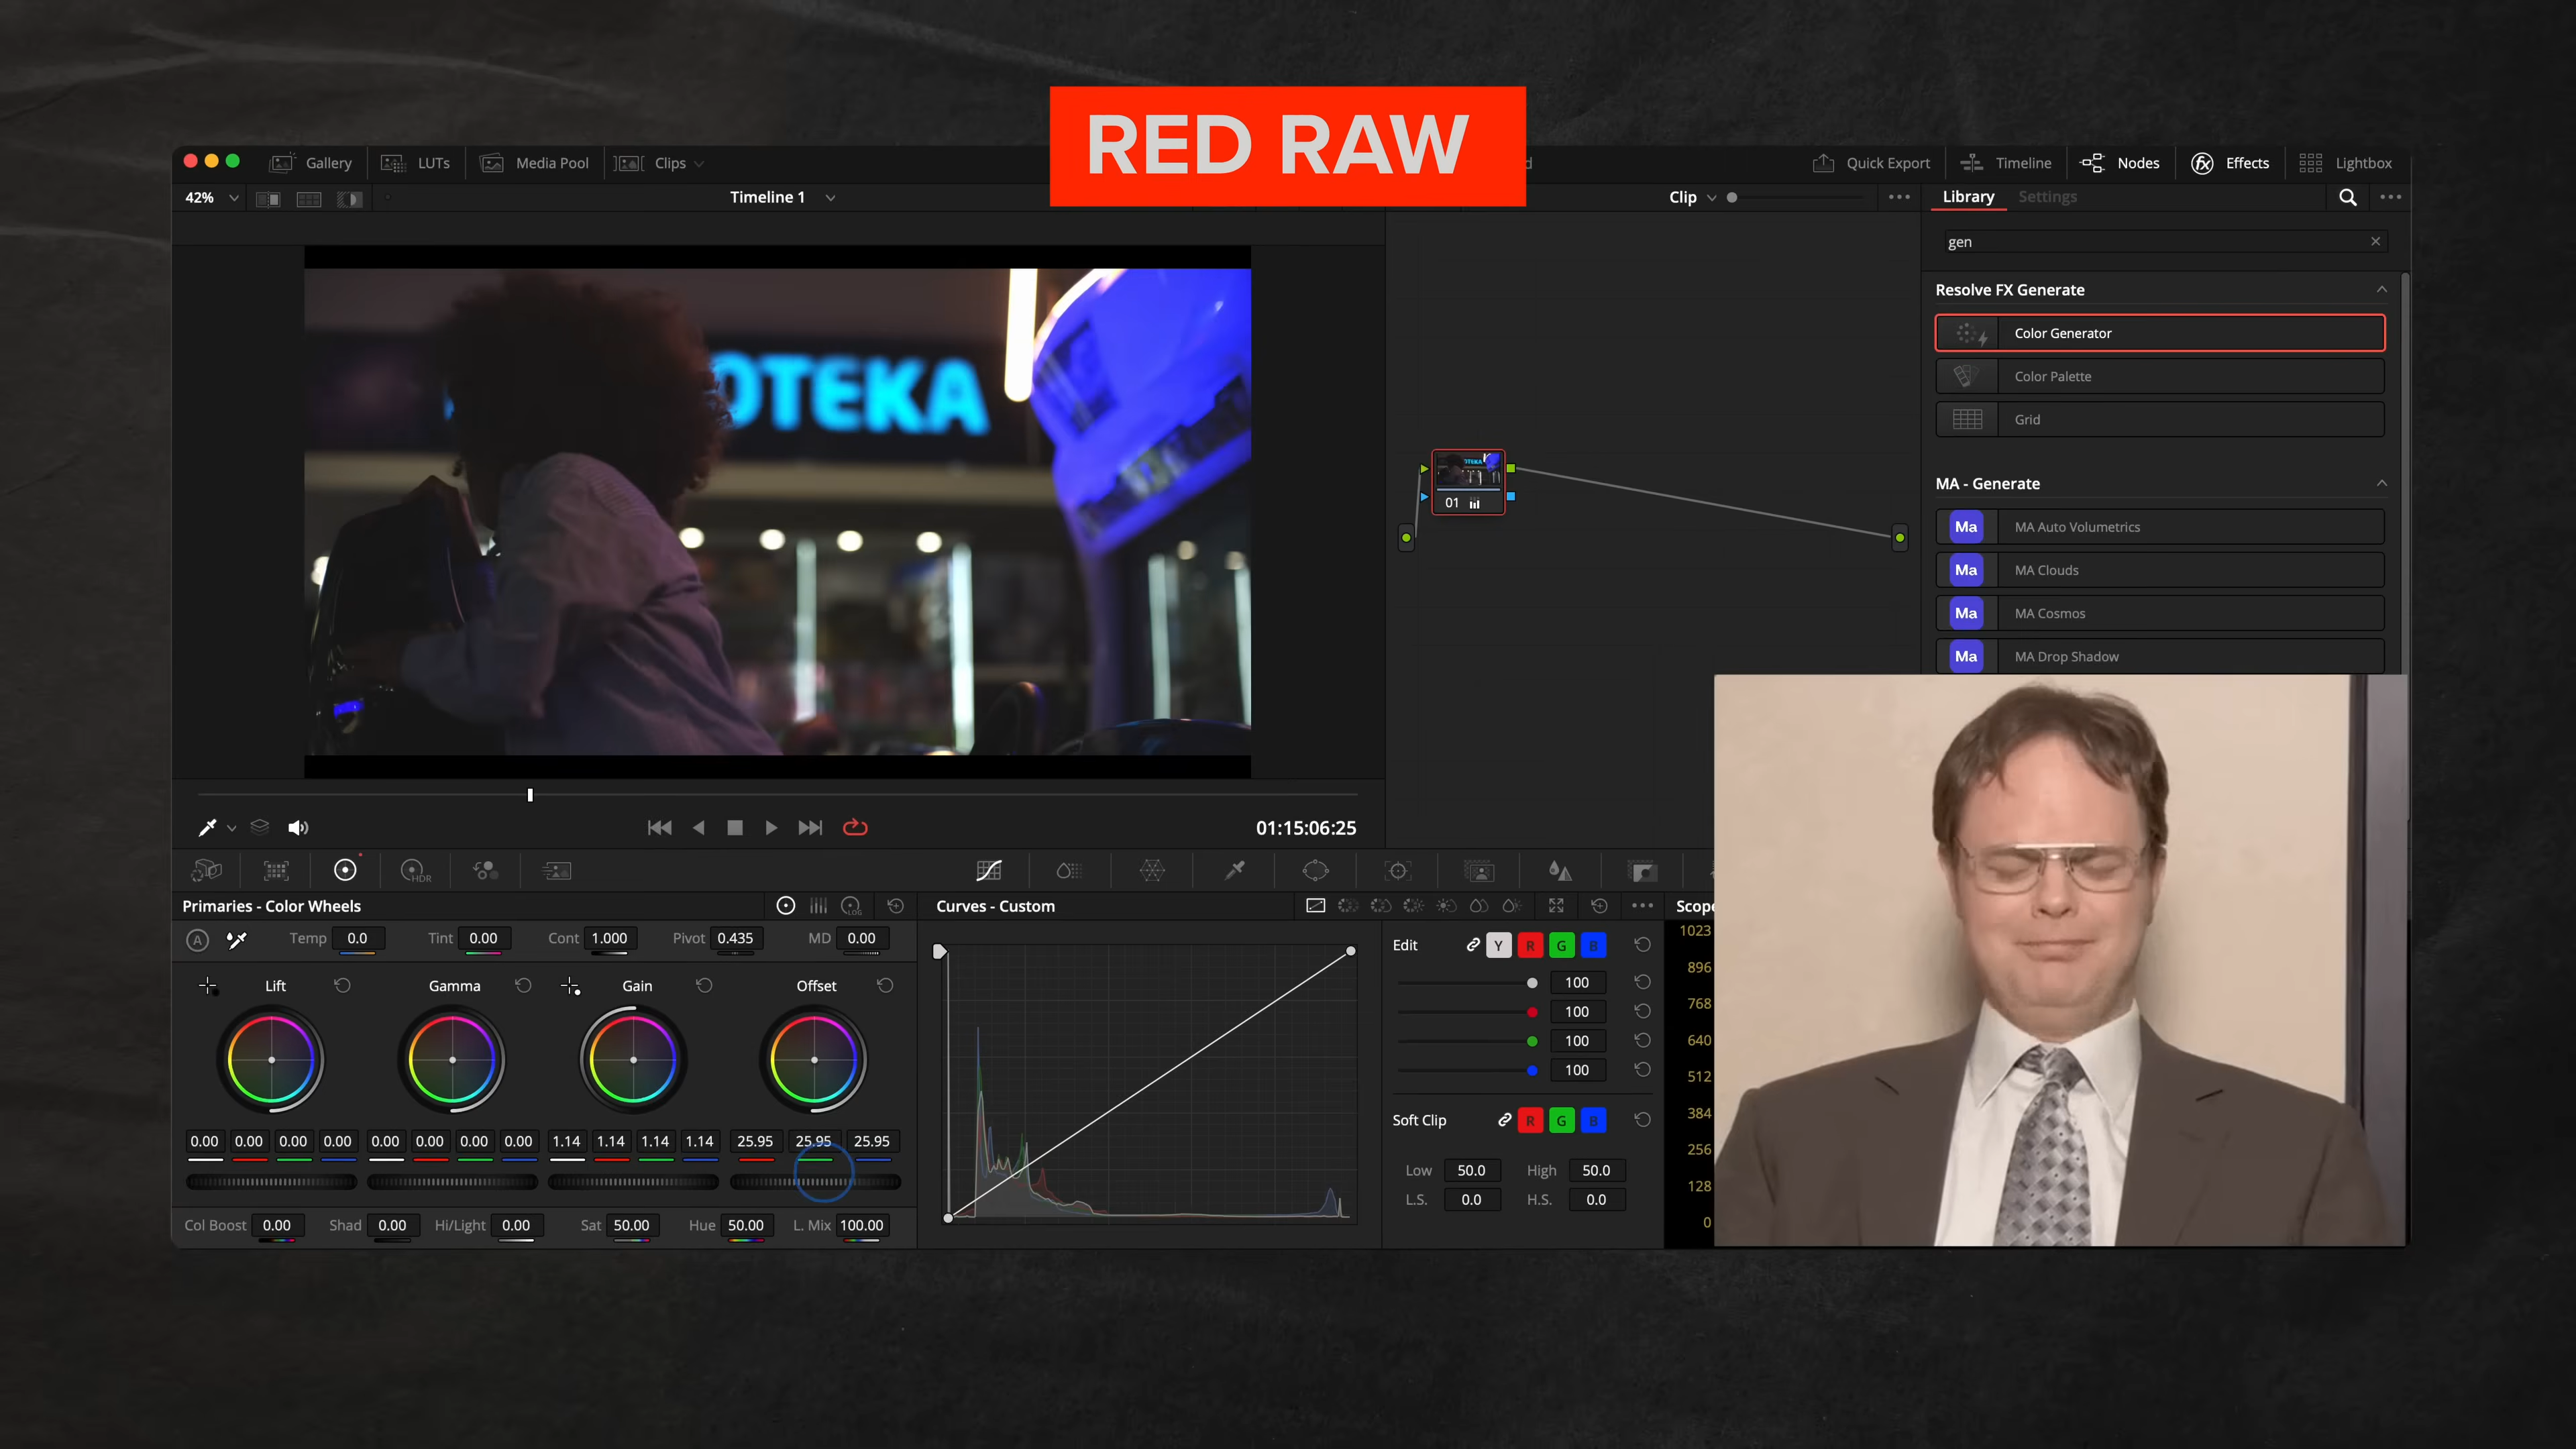 RED RAW
Gallery
LUTs
Media Pool
Clips
Quick Export
Timeline
Nodes
fx
Effects
Lightbox
42%
Timeline 1
Clip
Library
Settings
gen
Resolve FX Generate
Color Generator
Color Palette
Grid
MA - Generate
Ma MA Auto Volumetrics
Ma MA Clouds
Ma MA Cosmos
Ma MA Drop Shadow
OTEKA
01
01:15:06:25
HDR
Primaries - Color Wheels
LOG
Curves - Custom
A
Temp 0.0
Tint 0.00
Cont 1.000
Pivot 0.435
MD 0.00
Lift
Gamma
Gain
Offset
0.00 0.00 0.00 0.00
0.00 0.00 0.00 0.00
1.14 1.14 1.14 1.14
25.95 25.95 25.95
Col Boost 0.00
Shad 0.00
Hi/Light 0.00
Sat 50.00
Hue 50.00
L. Mix 100.00
Edit
Y R G B
100
100
100
100
Soft Clip
R G B
Low 50.0
High 50.0
L.S. 0.0
H.S. 0.0
1023
896
768
640
512
384
256
128
0